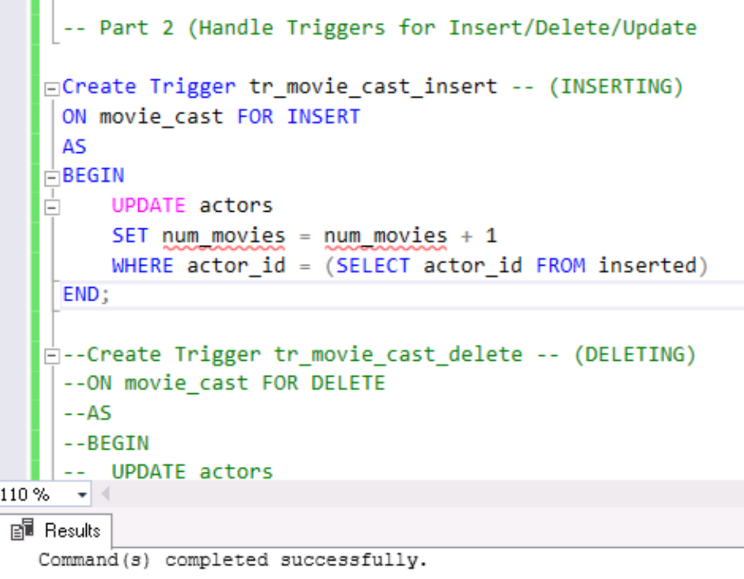 -- Part 2 (Handle Triggers for Insert/Delete/Update
Create Trigger tr_movie_cast_insert -- (INSERTING)
ON movie_cast FOR INSERT
AS
BEGIN
UPDATE actors
SET num_movies = num_movies + 1
WHERE actor_id = (SELECT actor_id FROM inserted)
END;
--Create Trigger tr_movie_cast_delete -- (DELETING)
--ON movie_cast FOR DELETE
--AS
--BEGIN
-- UPDATE actors
110 %
Results
Command(s) completed successfully.